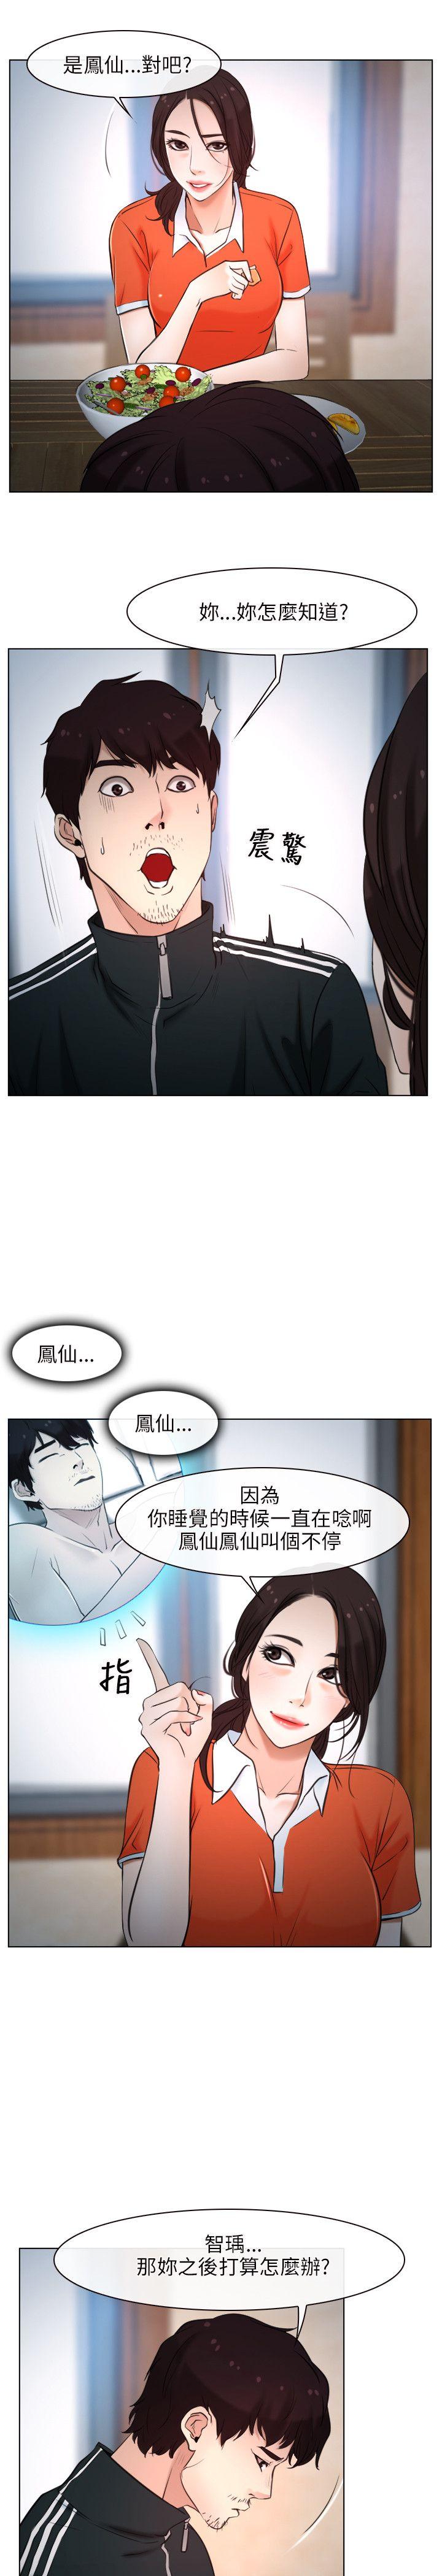 是鳳仙...對吧?
妳...妳怎麼知道?
震驚
鳳仙...
鳳仙...
因為
你睡覺的時候一直在唸啊
鳳仙鳳仙叫個不停
指
智瑀...
那妳之後打算怎麼辦?